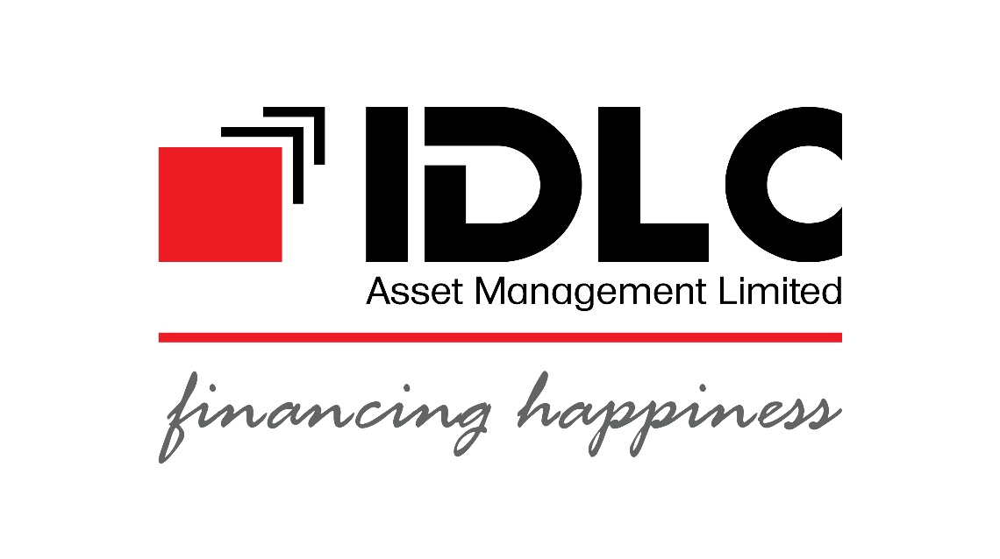 IDLC
Asset Management Limited
financing happiness